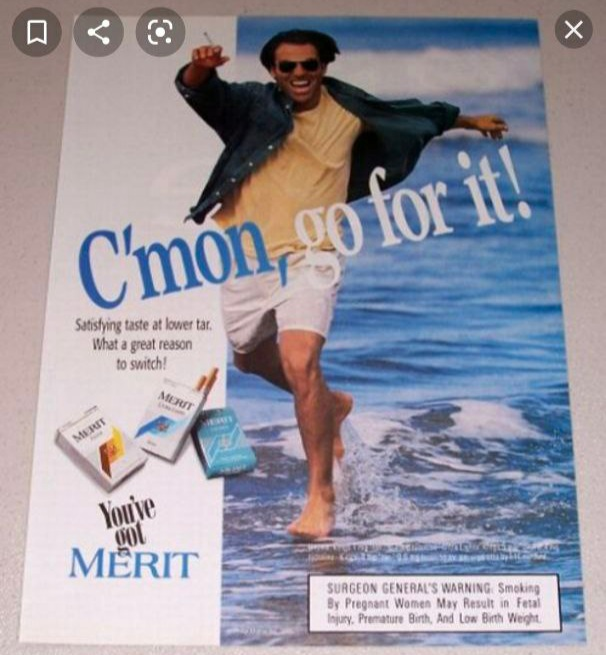 C'mon, go for it!
Satisfying taste at lower tar.
What a great reason
to switch!
MERIT
MERIT
MERIT
You've
got
MERIT
SURGEON GENERAL'S WARNING: Smoking
By Pregnant Women May Result in Fetal
Injury, Premature Birth, And Low Birth Weight.